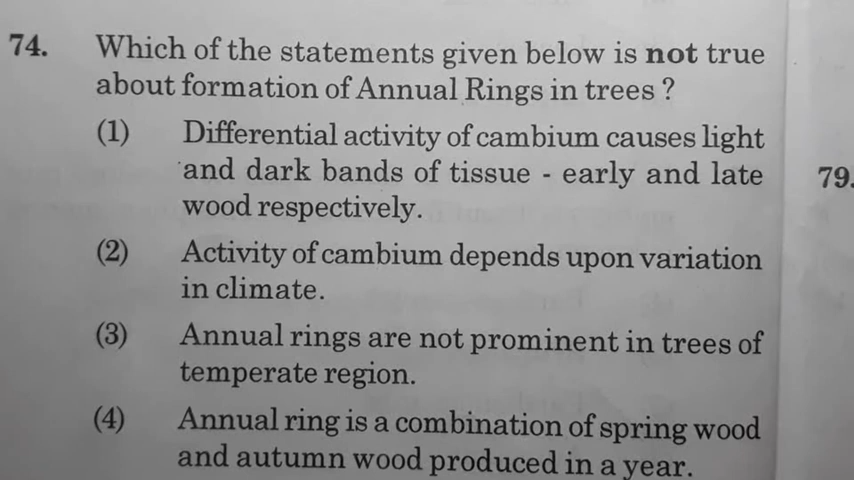 74. Which of the statements given below is not true
about formation of Annual Rings in trees ?
(1) Differential activity of cambium causes light
and dark bands of tissue - early and late
wood respectively.
(2) Activity of cambium depends upon variation
in climate.
(3) Annual rings are not prominent in trees of
temperate region.
(4) Annual ring is a combination of spring wood
and autumn wood produced in a year.
79.